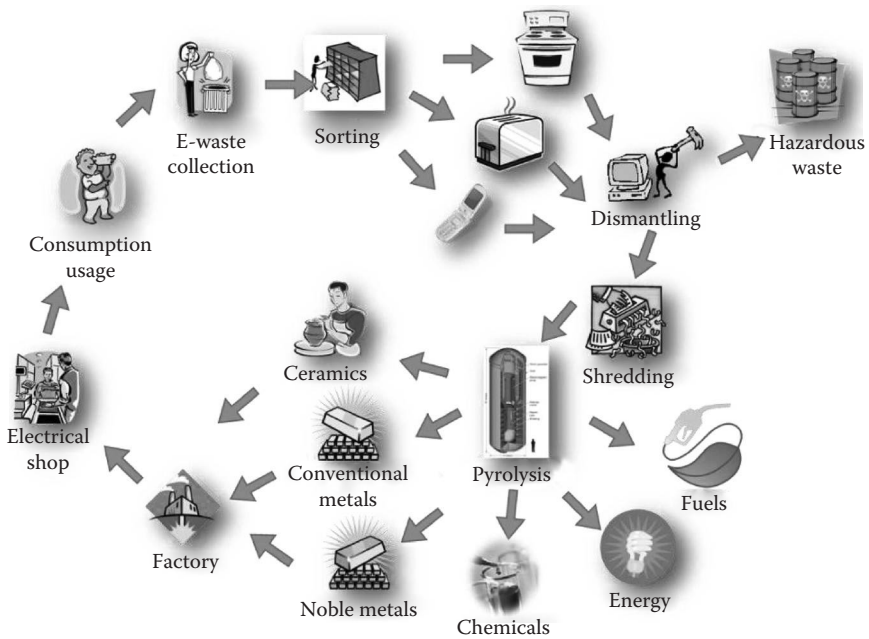 E-waste
collection
Sorting
Hazardous
waste
Dismantling
Consumption
usage
Shredding
Ceramics
Electrical
shop
Conventional
metals
Pyrolysis
Fuels
Factory
Noble metals
Chemicals
Energy